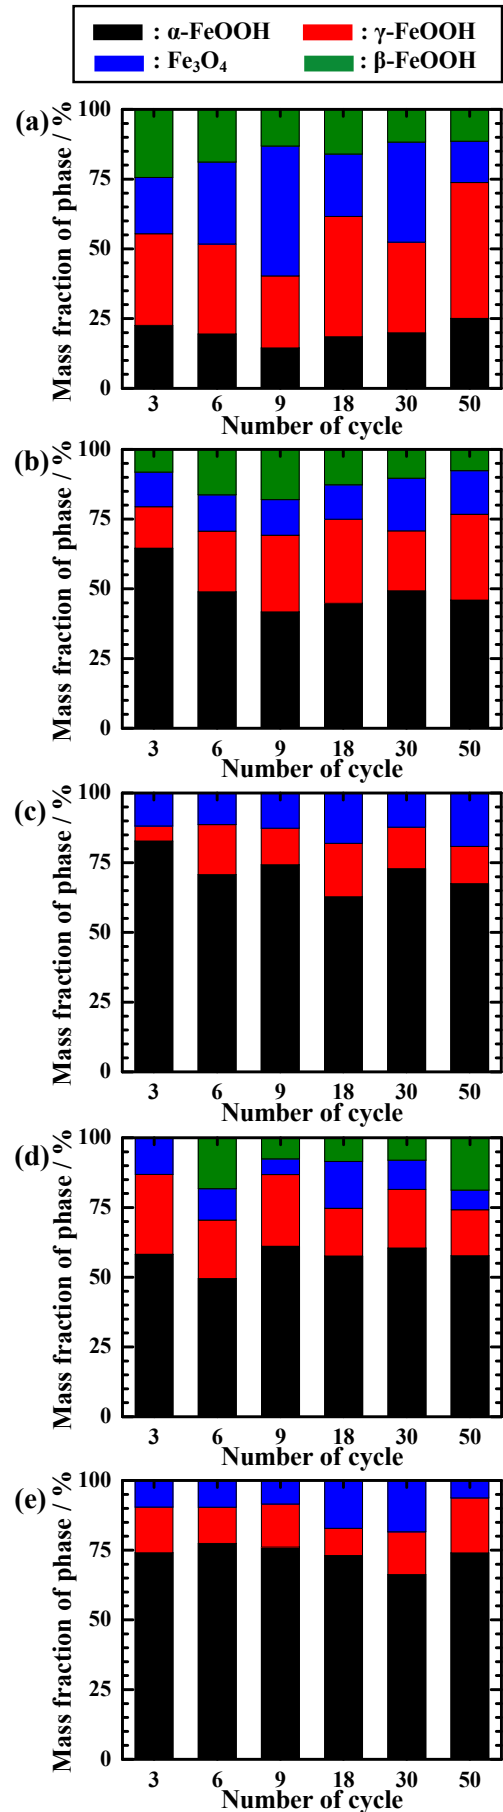 : α-FeOOH : γ-FeOOH
: Fe₃O₄ : β-FeOOH
(a)
Mass fraction of phase / %
100
75
50
25
0
3 6 9 18 30 50
Number of cycle
(b)
Mass fraction of phase / %
100
75
50
25
0
3 6 9 18 30 50
Number of cycle
(c)
Mass fraction of phase / %
100
75
50
25
0
3 6 9 18 30 50
Number of cycle
(d)
Mass fraction of phase / %
100
75
50
25
0
3 6 9 18 30 50
Number of cycle
(e)
Mass fraction of phase / %
100
75
50
25
0
3 6 9 18 30 50
Number of cycle